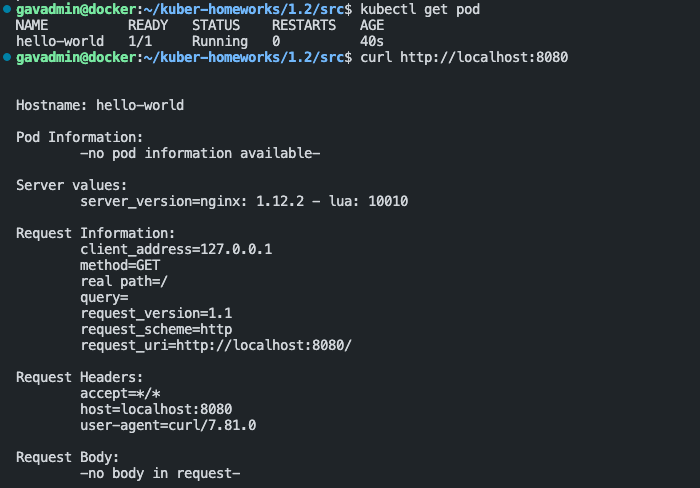 gavadmin@docker:~/kuber-homeworks/1.2/src$ kubectl get pod
NAME          READY   STATUS    RESTARTS   AGE
hello-world   1/1     Running   0          40s
gavadmin@docker:~/kuber-homeworks/1.2/src$ curl http://localhost:8080
Hostname: hello-world
Pod Information:
        -no pod information available-
Server values:
        server_version=nginx: 1.12.2 - lua: 10010
Request Information:
        client_address=127.0.0.1
        method=GET
        real path=/
        query=
        request_version=1.1
        request_scheme=http
        request_uri=http://localhost:8080/
Request Headers:
        accept=*/*
        host=localhost:8080
        user-agent=curl/7.81.0
Request Body:
        -no body in request-